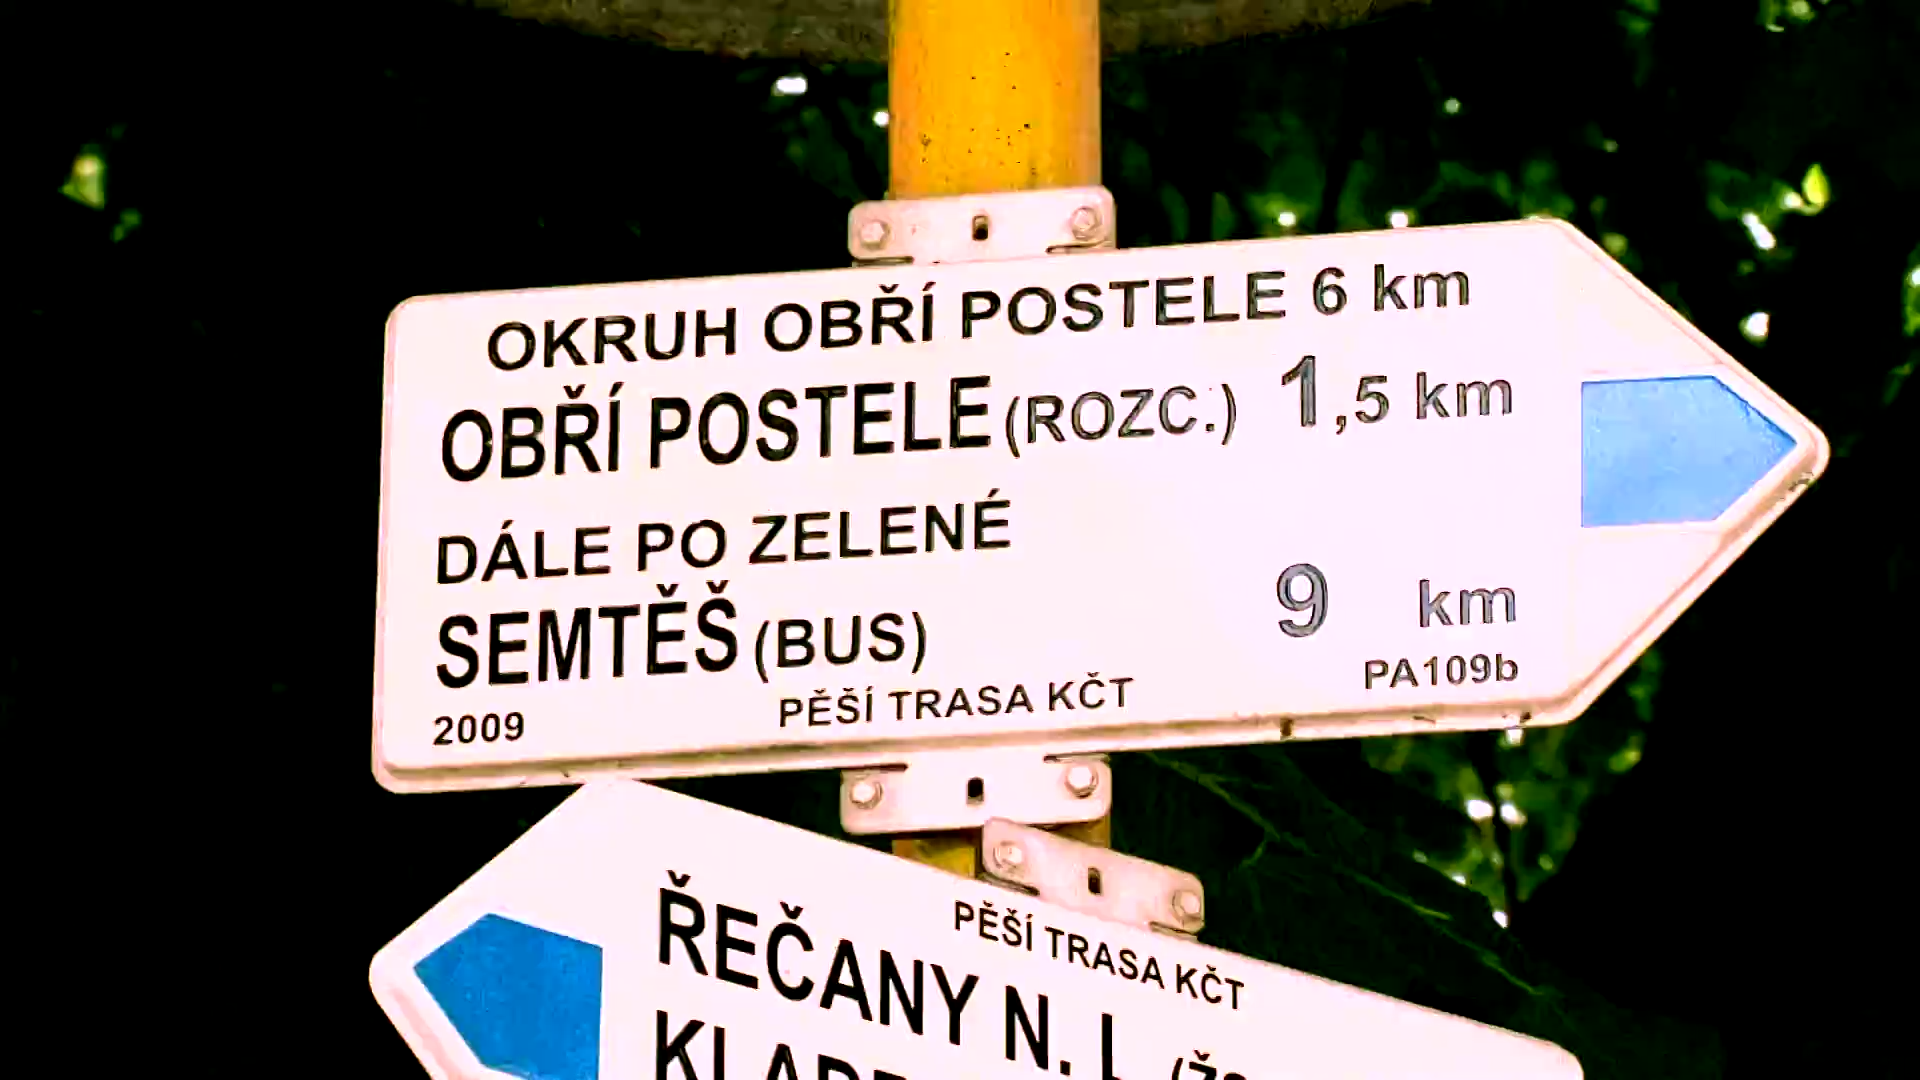 OKRUH OBŘÍ POSTELE 6 km
OBŘÍ POSTELE (ROZC.) 1,5 km
DÁLE PO ZELENÉ
SEMTĚŠ (BUS) 9 km
PA109b
2009 PĚŠÍ TRASA KČT
PĚŠÍ TRASA KČT
ŘEČANY N. L.